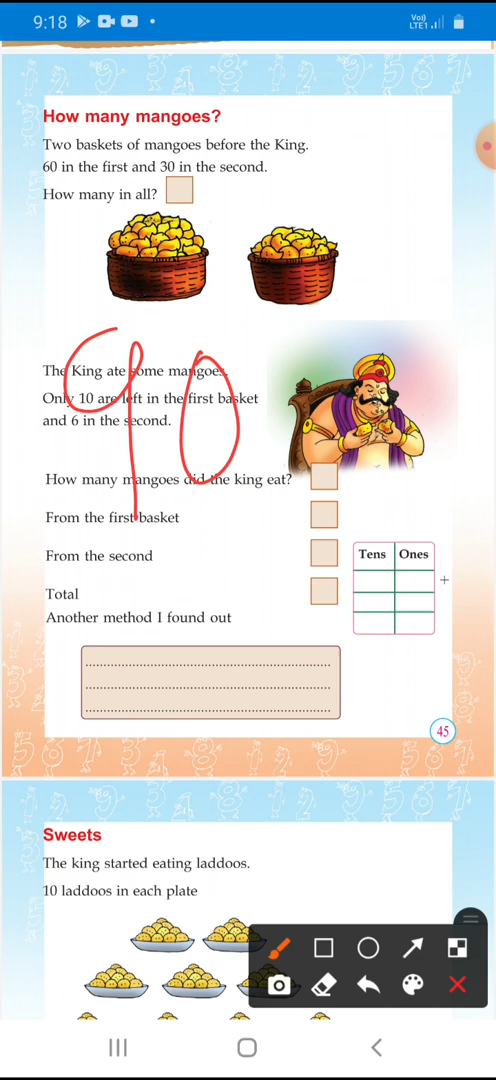 9:18
Vo))
LTE1
How many mangoes?
Two baskets of mangoes before the King.
60 in the first and 30 in the second.
How many in all?
90
The King ate some mangoes.
Only 10 are left in the first basket
and 6 in the second.
How many mangoes did the king eat?
From the first basket
From the second
Total
Tens Ones
+
Another method I found out
45
Sweets
The king started eating laddoos.
10 laddoos in each plate